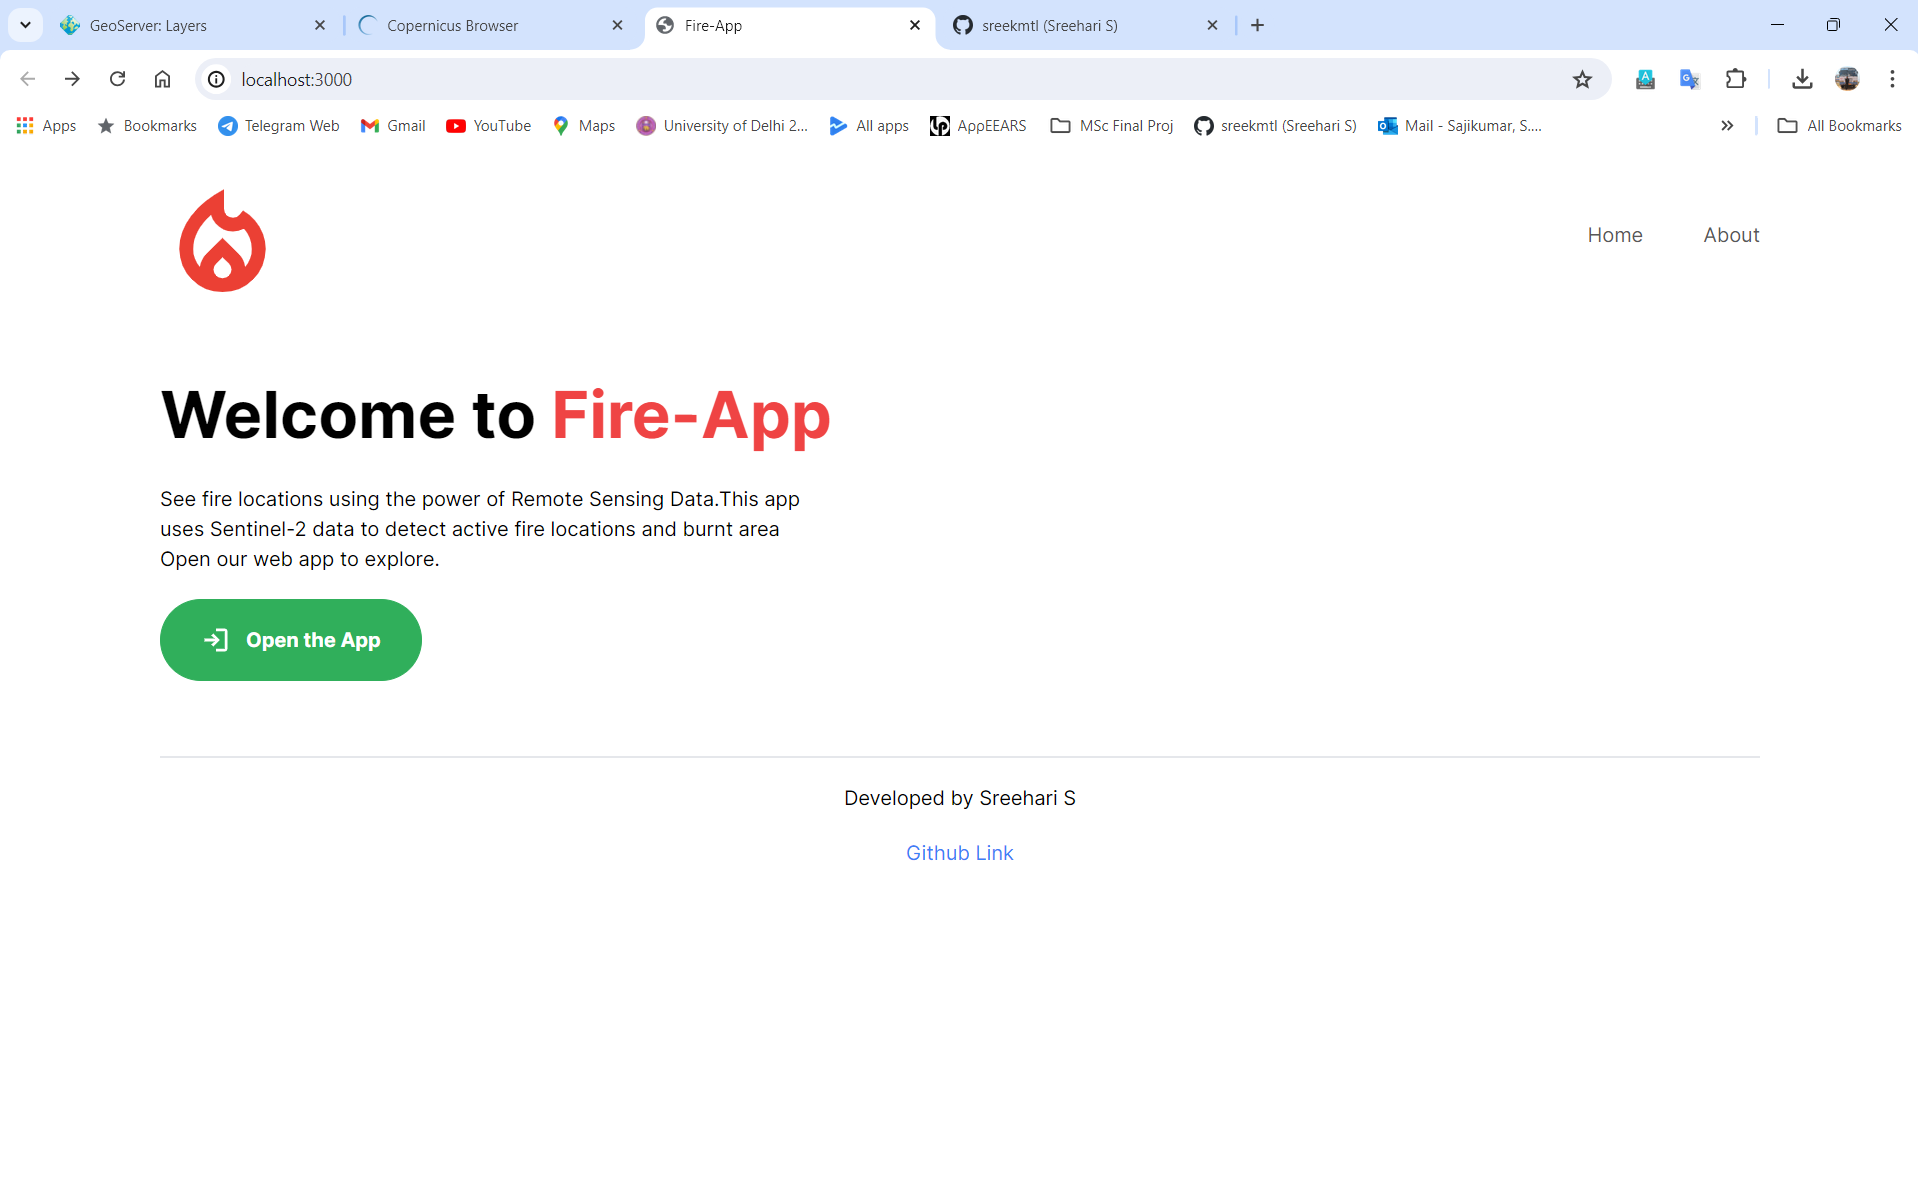 GeoServer: Layers
Copernicus Browser
Fire-App
sreekmtl (Sreehari S)
localhost:3000
Apps
Bookmarks
Telegram Web
Gmail
YouTube
Maps
University of Delhi 2...
All apps
AρρEEARS
MSc Final Proj
sreekmtl (Sreehari S)
Mail - Sajikumar, S....
All Bookmarks
Home
About
Welcome to Fire-App
See fire locations using the power of Remote Sensing Data.This app
uses Sentinel-2 data to detect active fire locations and burnt area
Open our web app to explore.
Open the App
Developed by Sreehari S
Github Link